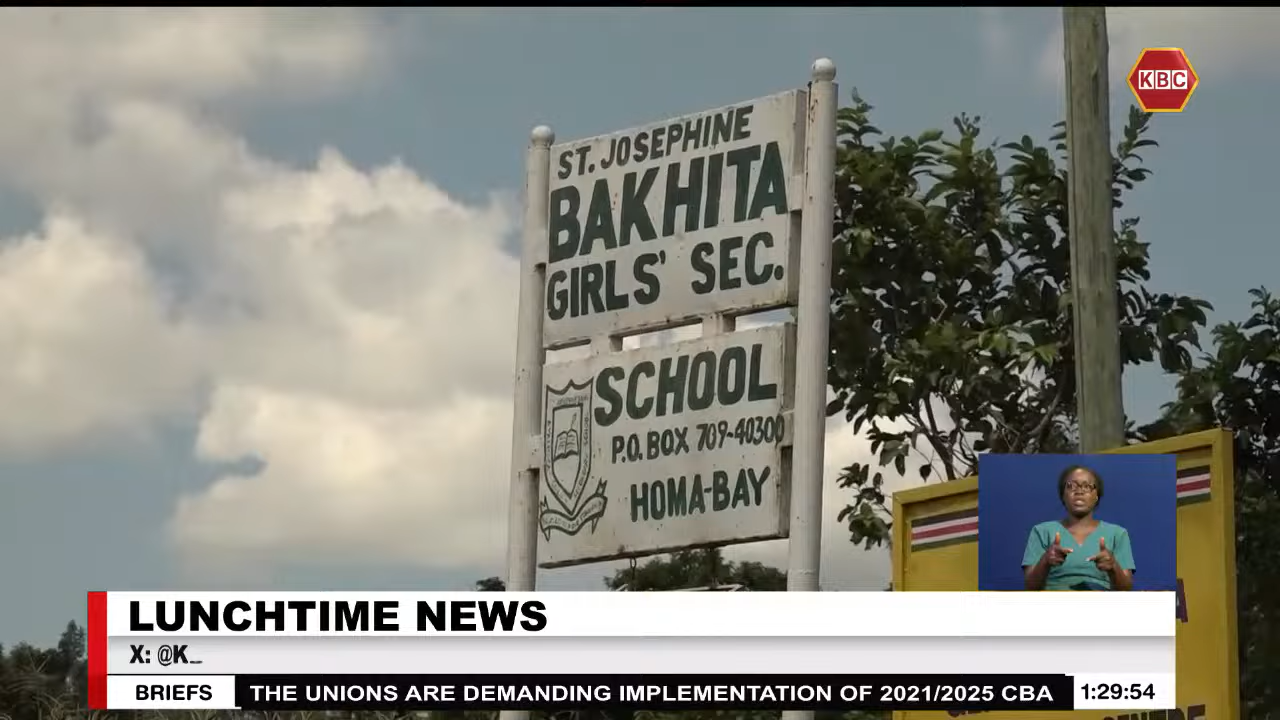 KBC
ST. JOSEPHINE
BAKHITA
GIRLS' SEC.
SCHOOL
P.O. BOX 709-40300
HOMA-BAY
LUNCHTIME NEWS
X: @K_
BRIEFS THE UNIONS ARE DEMANDING IMPLEMENTATION OF 2021/2025 CBA 1:29:54